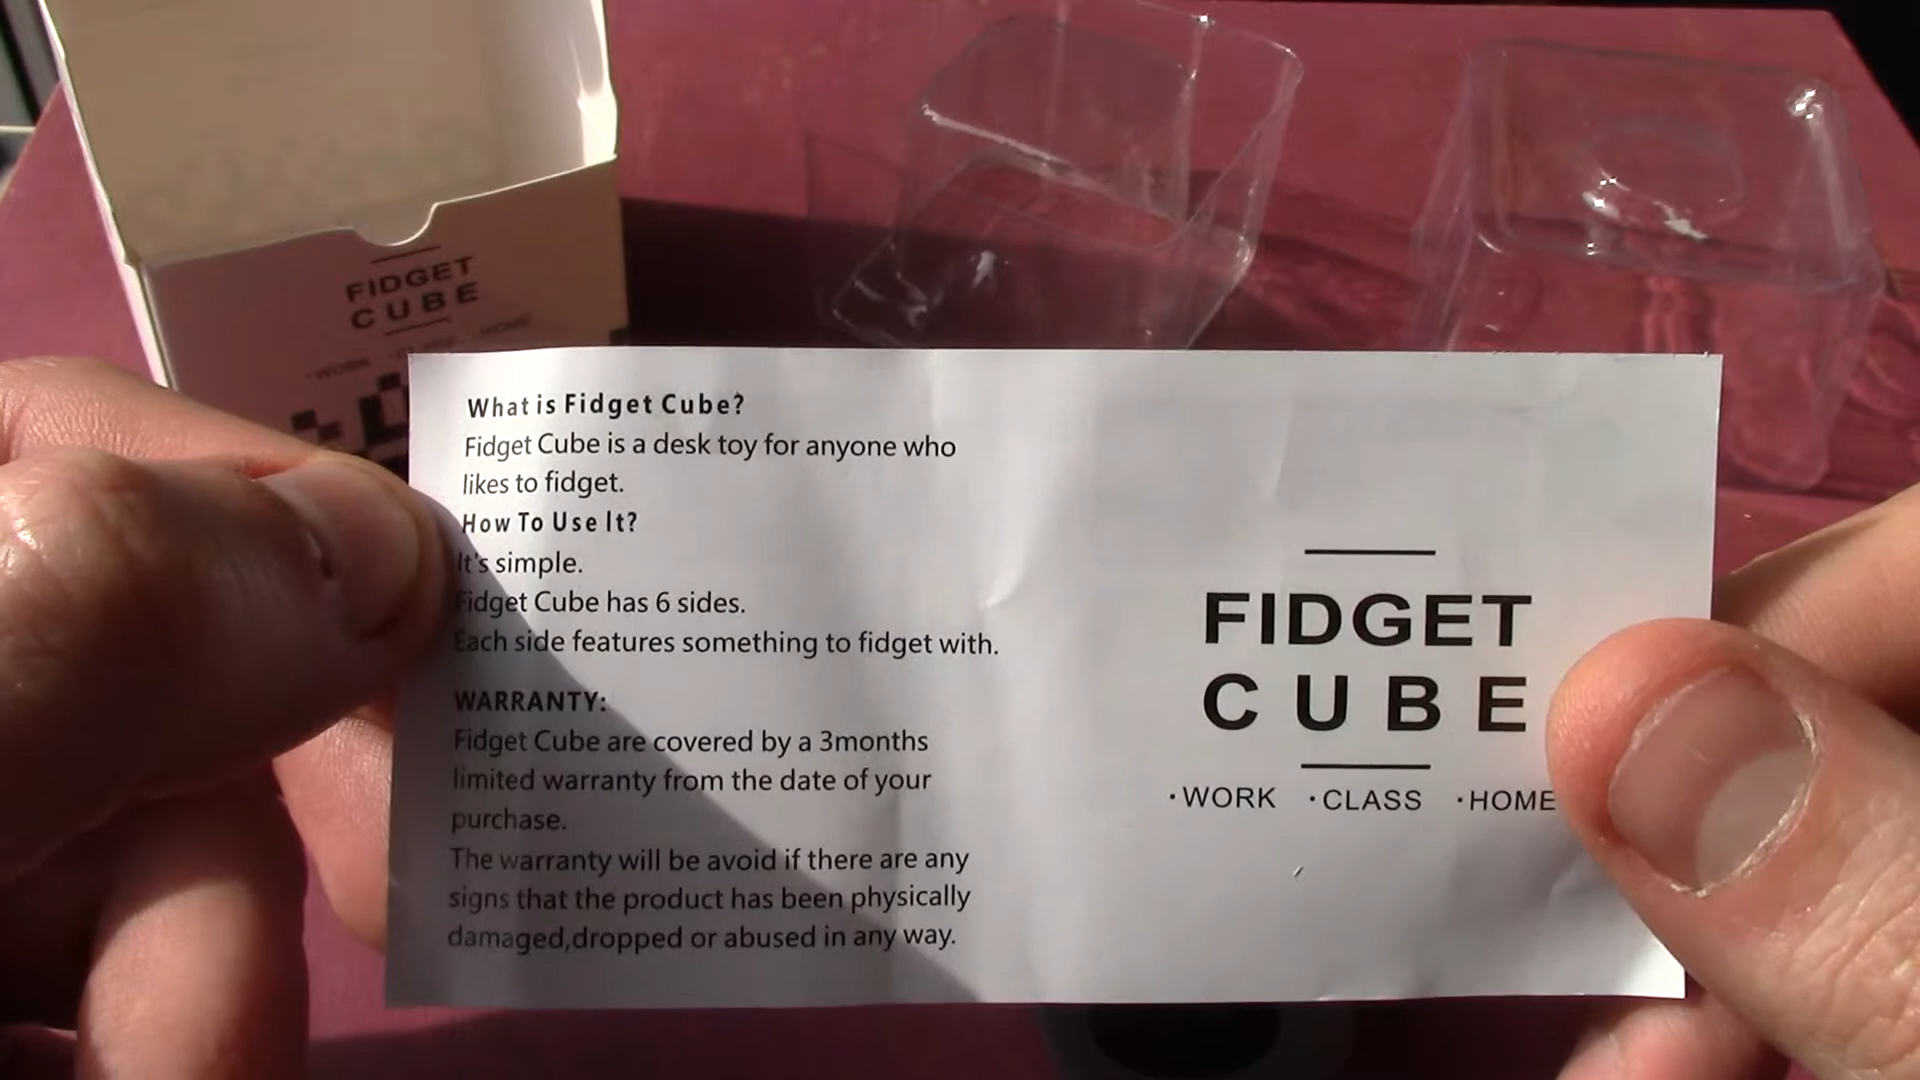 FIDGET
CUBE
·WORK ·CLASS ·HOME
What is Fidget Cube?
Fidget Cube is a desk toy for anyone who
likes to fidget.
How To Use It?
It's simple.
Fidget Cube has 6 sides.
Each side features something to fidget with.
WARRANTY:
Fidget Cube are covered by a 3months
limited warranty from the date of your
purchase.
The warranty will be avoid if there are any
signs that the product has been physically
damaged,dropped or abused in any way.
FIDGET
CUBE
·WORK ·CLASS ·HOME